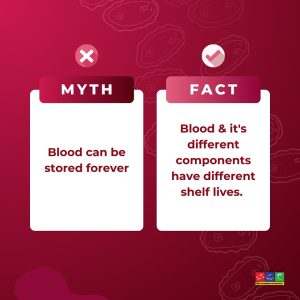 MYTH
Blood can be
stored forever
FACT
Blood & it's
different
components
have different
shelf lives.